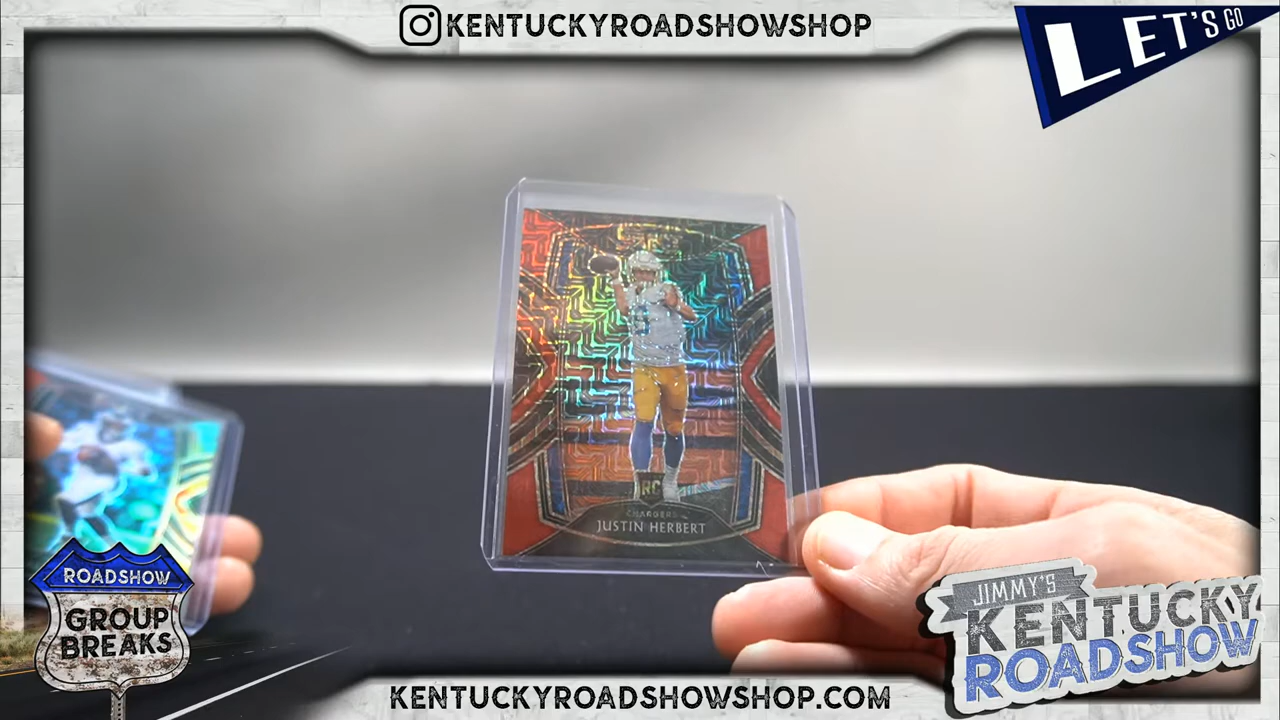 KENTUCKYROADSHOWSHOP
LET'S GO
RC
CHARGERS
JUSTIN HERBERT
ROADSHOW
GROUP
BREAKS
JIMMY'S
KENTUCKY
ROADSHOW
KENTUCKYROADSHOWSHOP.COM